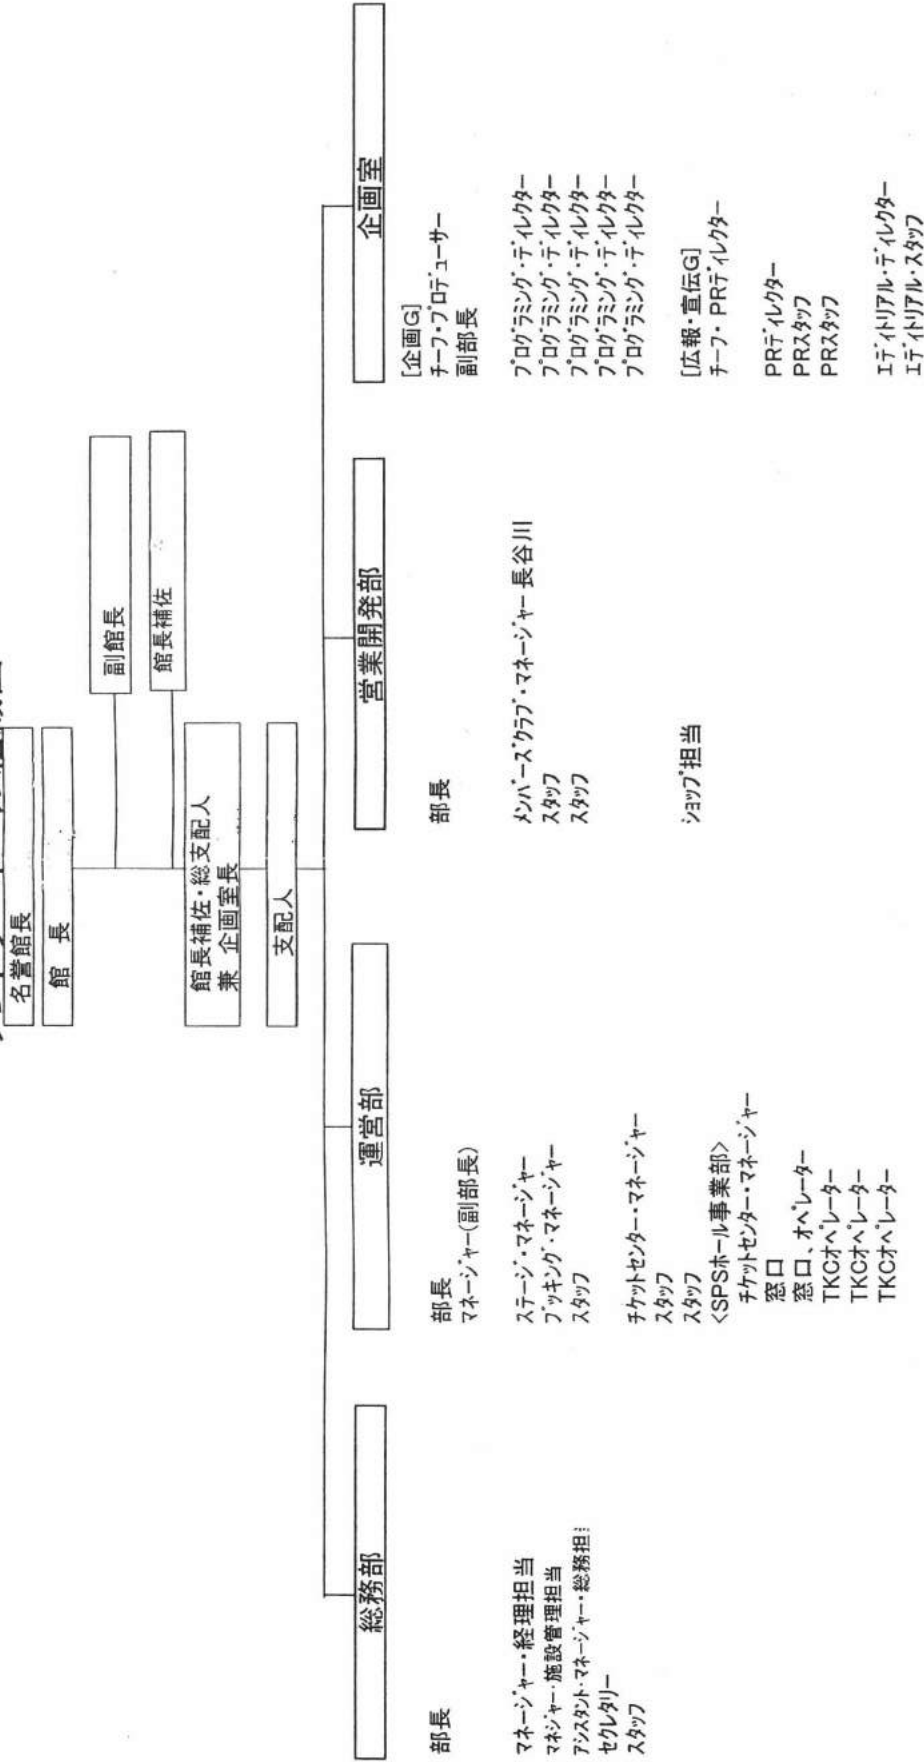 名誉館長
館 長
副館長
館長補佐
館長補佐・総支配人
兼 企画室長
支配人
総務部
部長
マネージャー・経理担当
マネジャー・施設管理担当
アシスタント・マネージャー・総務担
セクレタリー
スタッフ
運営部
部長
マネージャー(副部長)
ステージ・マネージャー
ブッキング・マネージャー
スタッフ
チケットセンター・マネージャー
スタッフ
スタッフ
<SPSホール事業部>
チケットセンター・マネージャー
窓口
窓口、オペレーター
TKCオペレーター
TKCオペレーター
TKCオペレーター
営業開発部
部長
メンバーズクラブ・マネージャー 長谷川
スタッフ
スタッフ
ショップ担当
企画室
[企画G]
チーフ・プロデューサー
副部長
プログラミング・ディレクター
プログラミング・ディレクター
プログラミング・ディレクター
プログラミング・ディレクター
プログラミング・ディレクター
[広報・宣伝G]
チーフ・PRディレクター
PRディレクター
PRスタッフ
PRスタッフ
エディトリアル・ディレクター
エディトリアル・スタッフ